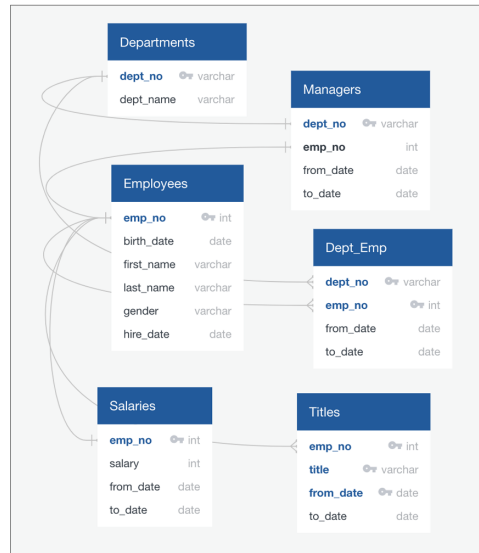 Departments
dept_no varchar
dept_name varchar
Managers
dept_no varchar
emp_no int
from_date date
to_date date
Employees
emp_no int
birth_date date
first_name varchar
last_name varchar
gender varchar
hire_date date
Dept_Emp
dept_no varchar
emp_no int
from_date date
to_date date
Salaries
emp_no int
salary int
from_date date
to_date date
Titles
emp_no int
title varchar
from_date date
to_date date